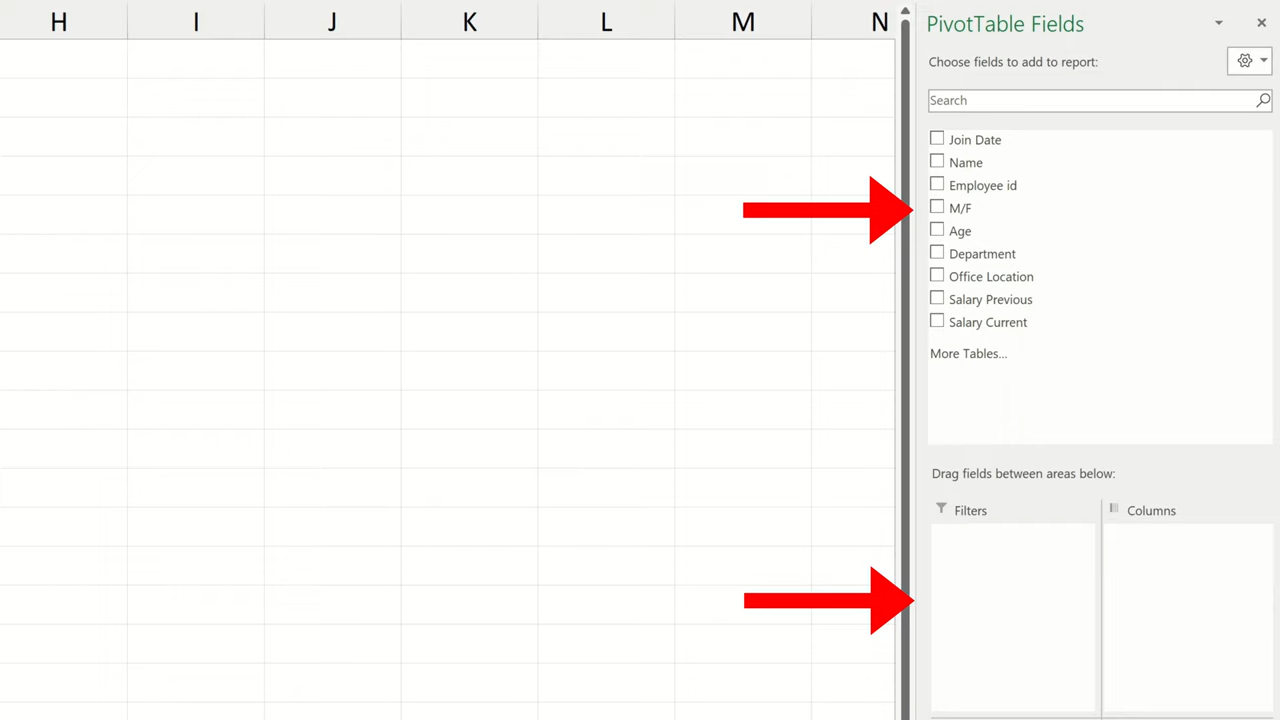 H I J K L M N
PivotTable Fields
Choose fields to add to report:
Search
Join Date
Name
Employee id
M/F
Age
Department
Office Location
Salary Previous
Salary Current
More Tables...
Drag fields between areas below:
Filters
Columns